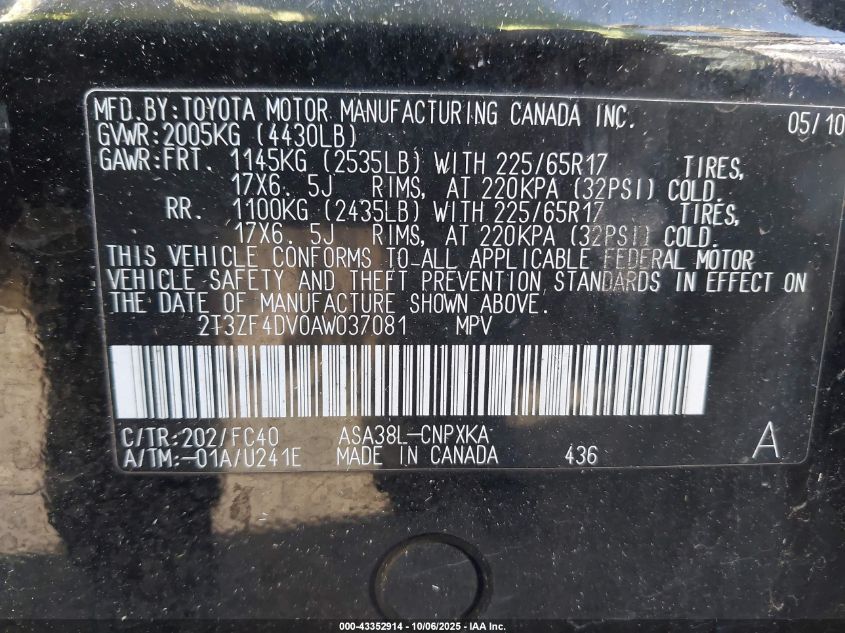 MFD.BY:TOYOTA MOTOR MANUFACTURING CANADA INC. 05/10
GVWR:2005KG (4430LB)
GAWR:FRT. 1145KG (2535LB) WITH 225/65R17 TIRES,
17X6. 5J RIMS, AT 220KPA (32PSI) COLD.
RR. 1100KG (2435LB) WITH 225/65R17 TIRES,
17X6. 5J RIMS, AT 220KPA (32PSI) COLD.
THIS VEHICLE CONFORMS TO ALL APPLICABLE FEDERAL MOTOR
VEHICLE SAFETY AND THEFT PREVENTION STANDARDS IN EFFECT ON
THE DATE OF MANUFACTURE SHOWN ABOVE.
2T3ZF4DV0AW037081 MPV
C/TR:202/FC40 ASA38L-CNPXKA A
A/TM:-01A/U241E MADE IN CANADA 436
000-43352914 - 10/06/2025 - IAA Inc.